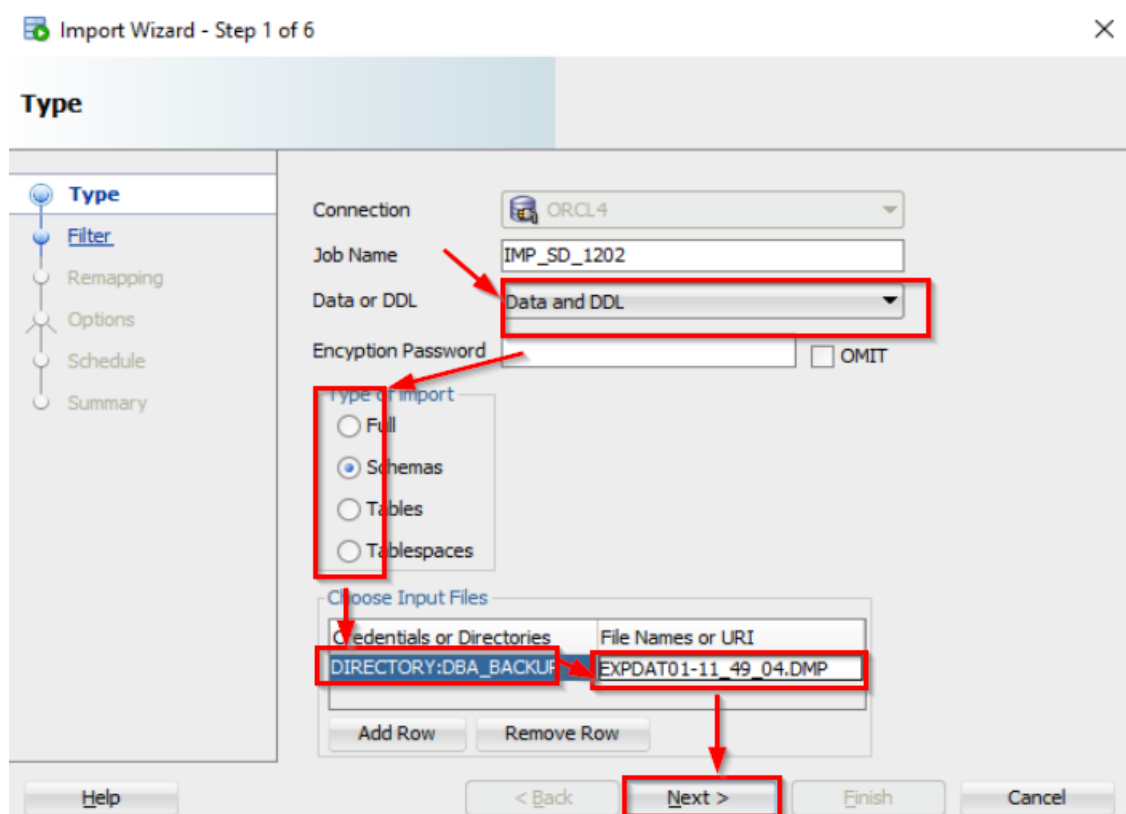 Import Wizard - Step 1 of 6
Type
Type
Filter
Remapping
Options
Schedule
Summary
Connection
ORCL4
Job Name
IMP_SD_1202
Data or DDL
Data and DDL
Encyption Password
OMIT
Type of import
Full
Schemas
Tables
Tablespaces
Choose Input Files
Credentials or Directories File Names or URI
DIRECTORY:DBA_BACKUP EXPDAT01-11_49_04.DMP
Add Row Remove Row
Help < Back Next > Finish Cancel